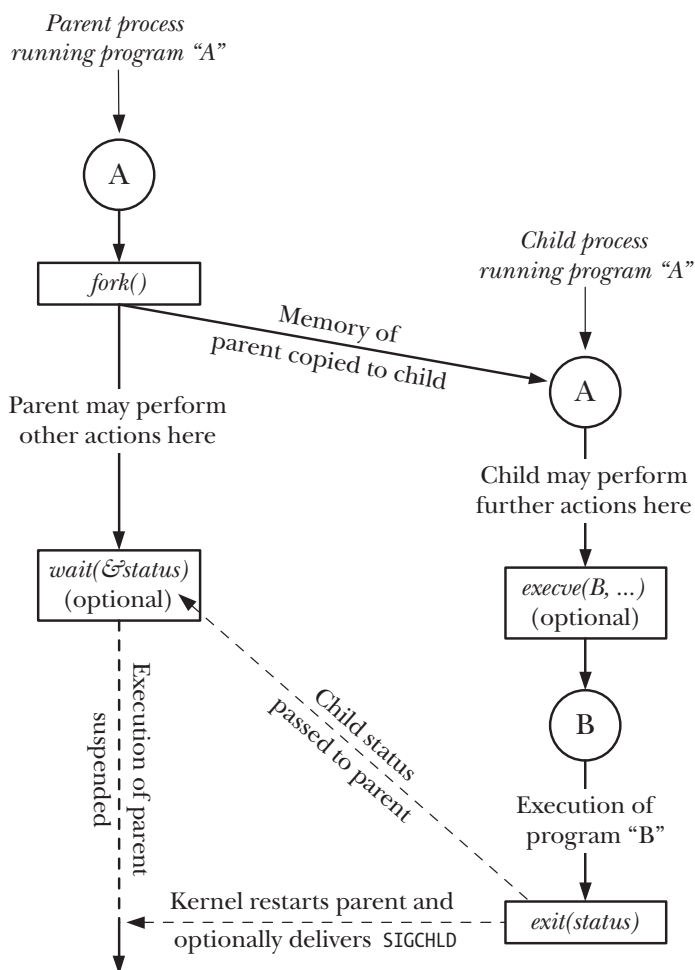 Parent process
running program “A”
A
fork()
Memory of
parent copied to child
Parent may perform
other actions here
wait(&status)
(optional)
Execution of parent
suspended
Child process
running program “A”
A
Child may perform
further actions here
execve(B, ...)
(optional)
B
Execution of
program “B”
exit(status)
Child status
passed to parent
Kernel restarts parent and
optionally delivers SIGCHLD